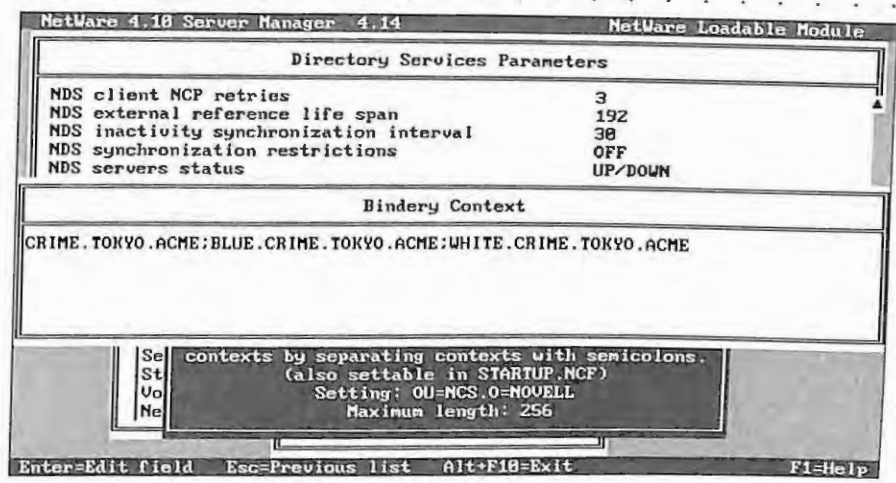 NetWare 4.10 Server Manager 4.14 NetWare Loadable Module
Directory Services Parameters
NDS client NCP retries 3
NDS external reference life span 192
NDS inactivity synchronization interval 30
NDS synchronization restrictions OFF
NDS servers status UP/DOWN
Bindery Context
CRIME.TOKYO.ACME;BLUE.CRIME.TOKYO.ACME;WHITE.CRIME.TOKYO.ACME
Se contexts by separating contexts with semicolons.
St (also settable in STARTUP.NCF)
Vo Setting: OU=NCS.O=NOVELL
Ne Maximum length: 256
Enter=Edit field Esc=Previous list Alt+F10=Exit F1=Help